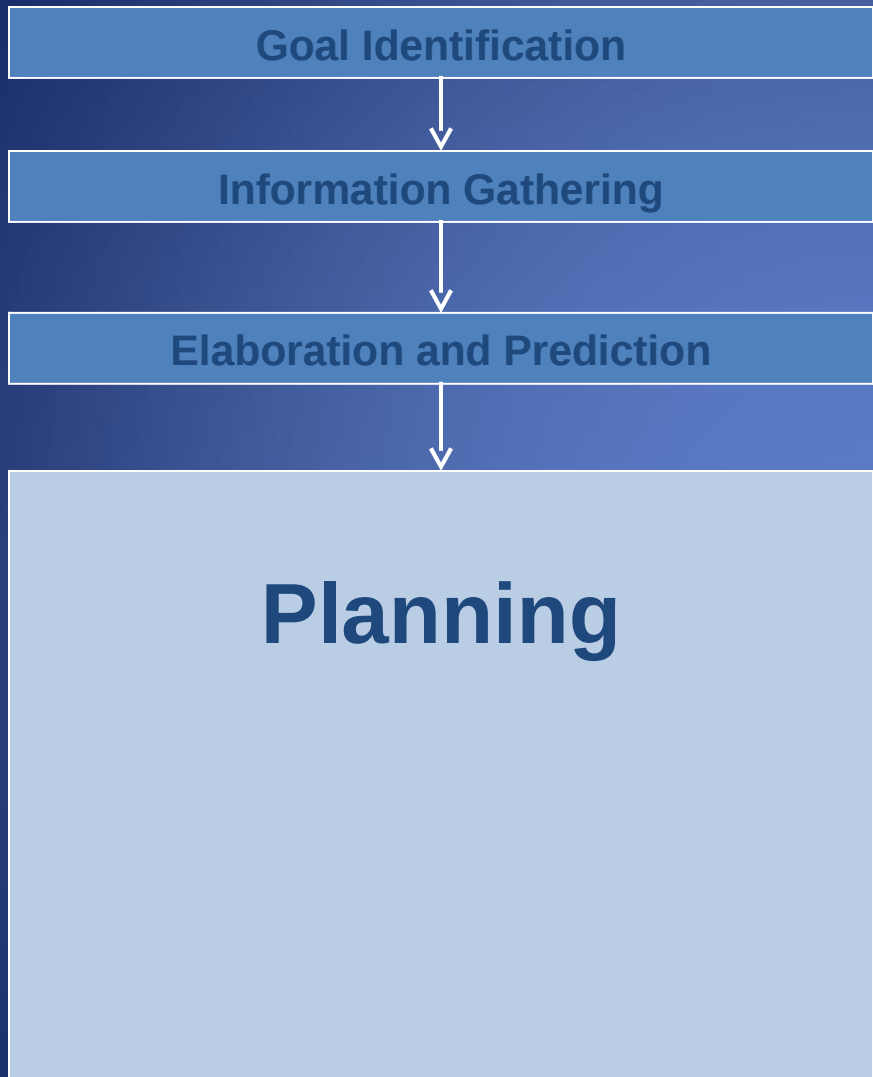 Goal Identification
Information Gathering
Elaboration and Prediction
Planning